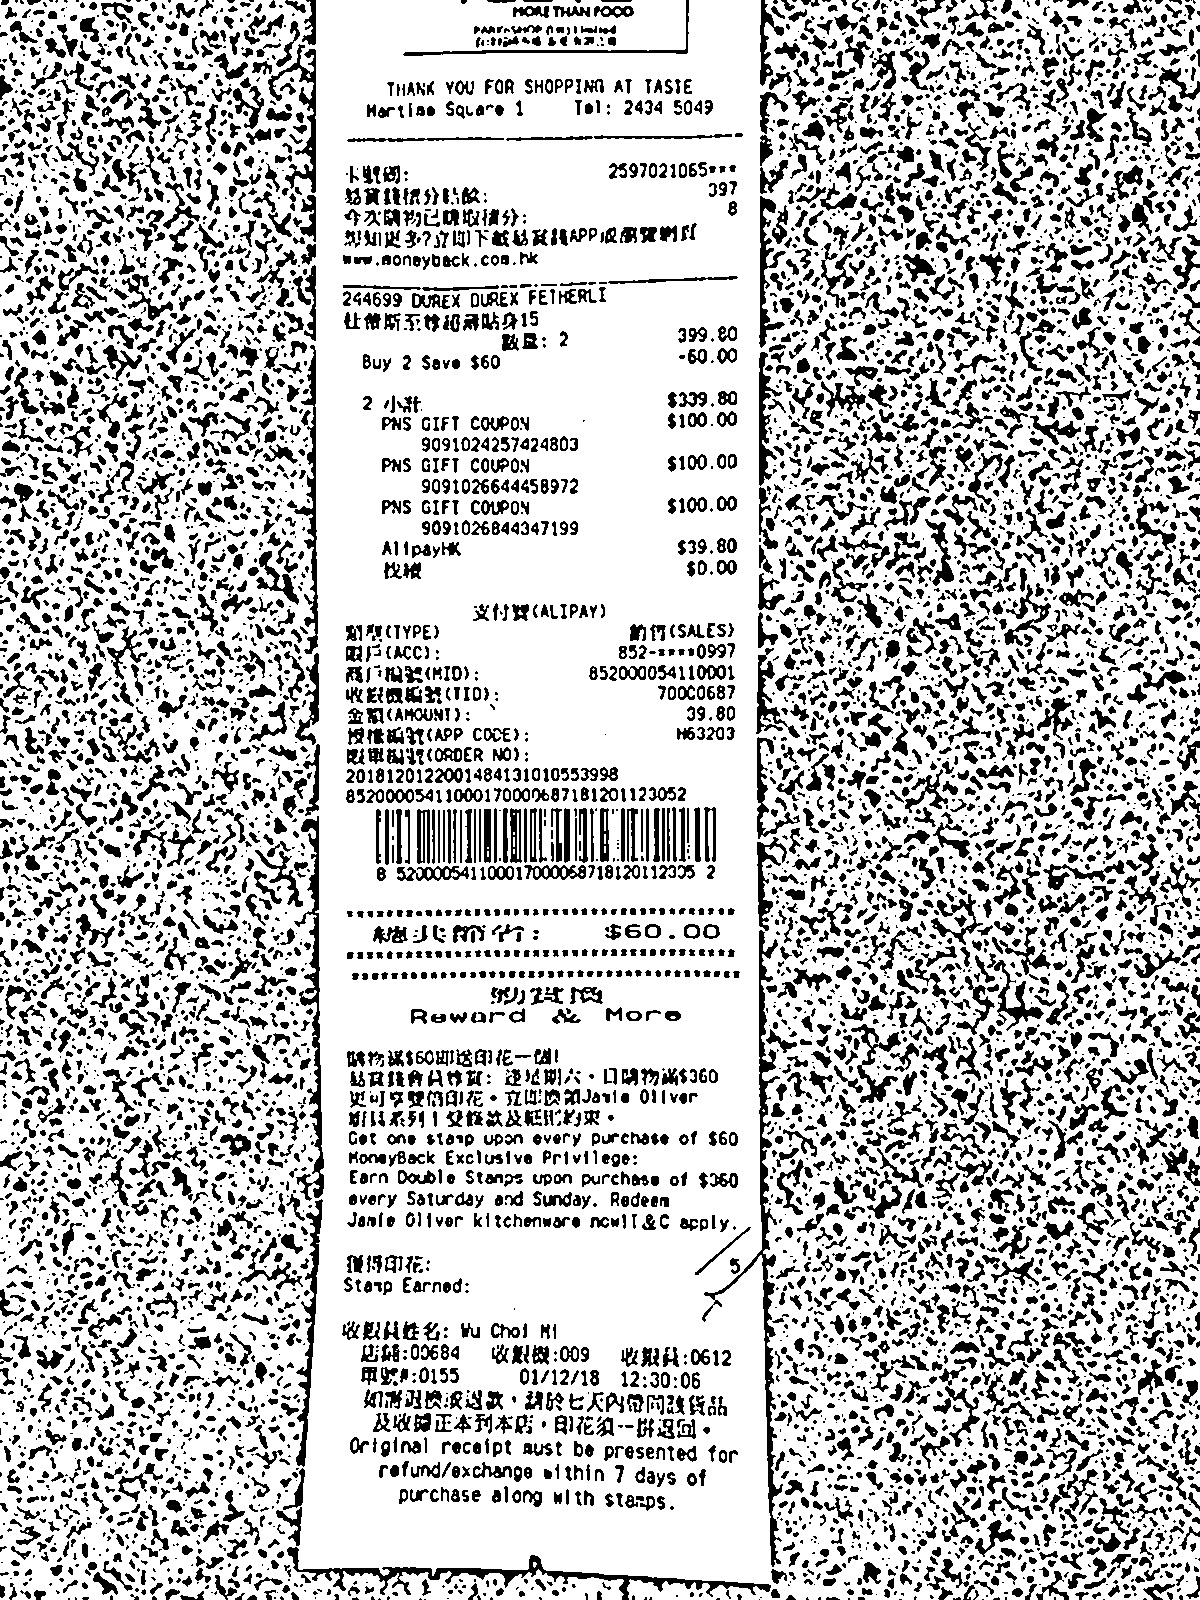 MORE THAN FOOD
THANK YOU FOR SHOPPING AT TASTE
Maritime Square 1 Tel: 2434 5049
卡號碼: 2597021065***
易賞錢積分結餘: 397
今次購物已賺取積分: 8
想知更多?立即下載易賞錢APP或瀏覽網頁
www.moneyback.com.hk
244699 DUREX DUREX FETHERLI
杜蕾斯至尊超薄貼身15
數量: 2 399.80
Buy 2 Save $60 -60.00
2 小計 $339.80
PNS GIFT COUPON $100.00
9091024257424803
PNS GIFT COUPON $100.00
9091026644458972
PNS GIFT COUPON $100.00
9091026844347199
AlipayHK $39.80
找續 $0.00
支付寶(ALIPAY)
類型(TYPE) 銷售(SALES)
賬戶(ACC): 852-****0997
商戶編號(MID): 852000054110001
收銀機編號(TID): 70000687
金額(AMOUNT): 39.80
授權編號(APP CODE): H63203
賬單編號(ORDER NO):
2018120122001484131010553998
85200005411000170000687181201123052
8 520000541100017000068718120112305 2
總共節省: $60.00
Reward & More
購物滿$60即送印花一個!
易賞錢會員尊賞: 逢星期六、日購物滿$360
更可享雙倍印花。立即換領Jamie Oliver
廚具系列!受條款及細則約束。
Get one stamp upon every purchase of $60
MoneyBack Exclusive Privilege:
Earn Double Stamps upon purchase of $360
every Saturday and Sunday. Redeem
Jamie Oliver kitchenware now!T&C apply.
獲得印花: 5
Stamp Earned:
收銀員姓名: Wu Choi Mi
店鋪:00684 收銀機:009 收銀員:0612
單號#:0155 01/12/18 12:30:06
如需退換或退款，請於七天內帶同該貨品
及收據正本到本店，印花須一併退回。
Original receipt must be presented for
refund/exchange within 7 days of
purchase along with stamps.